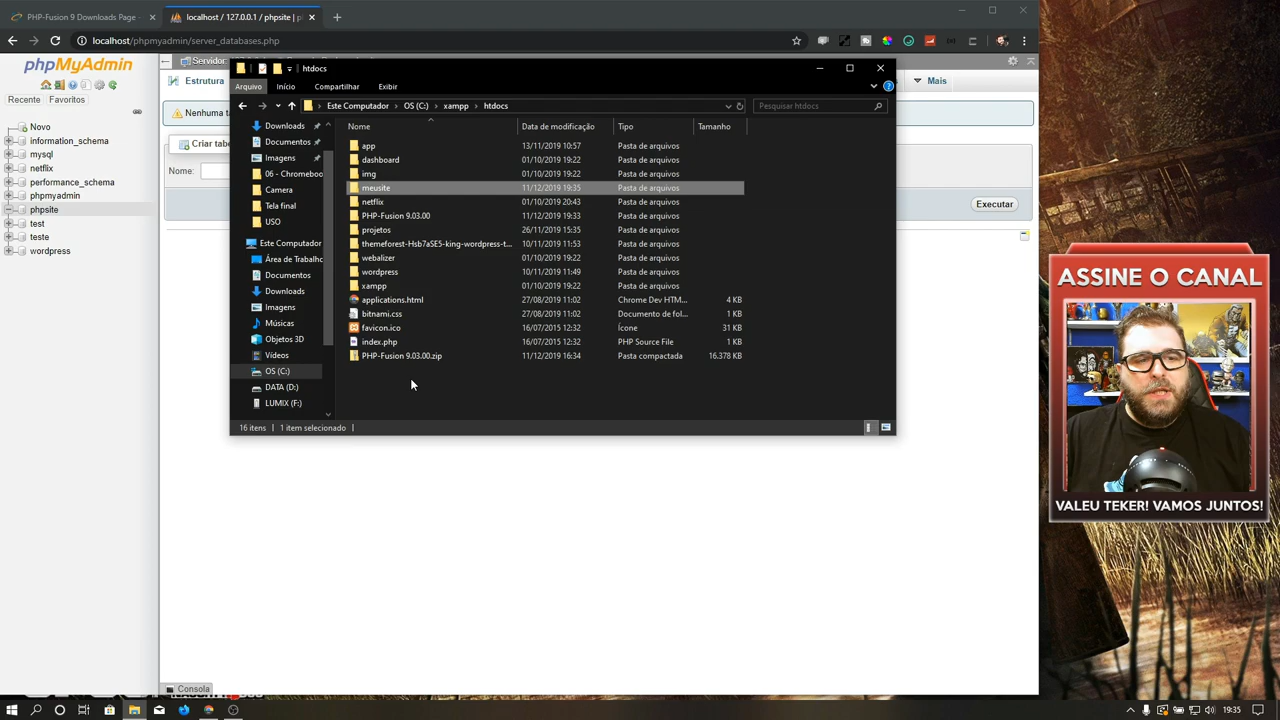 PHP-Fusion 9 Downloads Page -
localhost / 127.0.0.1 / phpsite | p
localhost/phpmyadmin/server_databases.php
phpMyAdmin
Recente
Favoritos
Novo
information_schema
mysql
netflix
performance_schema
phpmyadmin
phpsite
test
teste
wordpress
Servidor:
Estrutura
Mais
Nenhuma ta
Criar tabe
Nome:
Executar
Consola
htdocs
Arquivo
Início
Compartilhar
Exibir
Este Computador
OS (C:)
xampp
htdocs
Pesquisar htdocs
Downloads
Documentos
Imagens
06 - Chromeboo
Camera
Tela final
USO
Este Computador
Área de Trabalho
Documentos
Downloads
Imagens
Músicas
Objetos 3D
Vídeos
OS (C:)
DATA (D:)
LUMIX (F:)
Nome Data de modificação Tipo Tamanho
app 13/11/2019 10:57 Pasta de arquivos
dashboard 01/10/2019 19:22 Pasta de arquivos
img 01/10/2019 19:22 Pasta de arquivos
meusite 11/12/2019 19:35 Pasta de arquivos
netflix 01/10/2019 20:43 Pasta de arquivos
PHP-Fusion 9.03.00 11/12/2019 19:33 Pasta de arquivos
projetos 26/11/2019 15:35 Pasta de arquivos
themeforest-Hsb7aSE5-king-wordpress-t... 10/11/2019 11:53 Pasta de arquivos
webalizer 01/10/2019 19:22 Pasta de arquivos
wordpress 10/11/2019 11:49 Pasta de arquivos
xampp 01/10/2019 19:22 Pasta de arquivos
applications.html 27/08/2019 11:02 Chrome Dev HTM... 4 KB
bitnami.css 27/08/2019 11:02 Documento de fol... 1 KB
favicon.ico 16/07/2015 12:32 Ícone 31 KB
index.php 16/07/2015 12:32 PHP Source File 1 KB
PHP-Fusion 9.03.00.zip 11/12/2019 16:34 Pasta compactada 16.378 KB
16 itens
1 item selecionado
ASSINE O CANAL
VALEU TEKER! VAMOS JUNTOS!
19:35